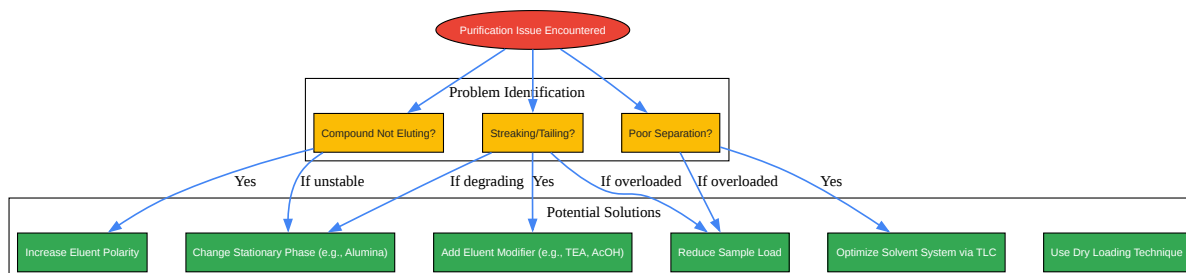 Purification Issue Encountered
Problem Identification
Compound Not Eluting?
Streaking/Tailing?
Poor Separation?
Yes
If unstable
If degrading
Yes
If overloaded
If overloaded
Yes
Potential Solutions
Increase Eluent Polarity
Change Stationary Phase (e.g., Alumina)
Add Eluent Modifier (e.g., TEA, AcOH)
Reduce Sample Load
Optimize Solvent System via TLC
Use Dry Loading Technique